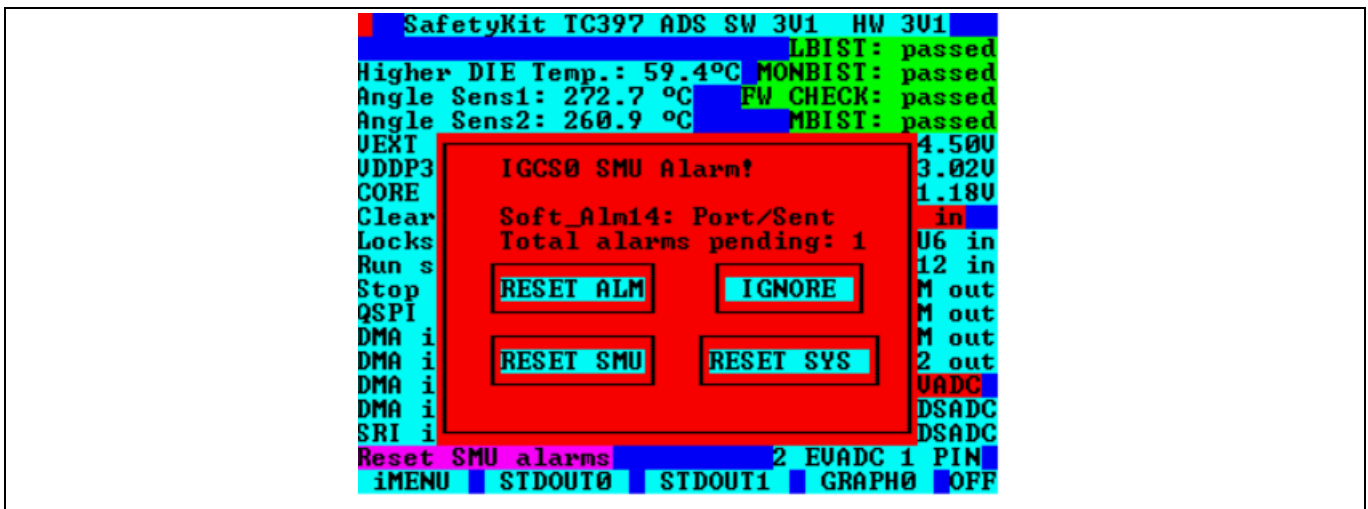 SafetyKit TC397 ADS SW 3V1 HW 3V1
LBIST: passed
Higher DIE Temp.: 59.4ºC MONBIST: passed
Angle Sens1: 272.7 ºC FW CHECK: passed
Angle Sens2: 260.9 ºC MBIST: passed
VEXT 4.50V
VDDP3 3.02V
CORE 1.18V
Clear in
Locks V6 in
Run s 12 in
Stop M out
QSPI M out
DMA i M out
DMA i 2 out
DMA i VADC
DMA i DSADC
SRI i DSADC
IGCS0 SMU Alarm!
Soft_Alm14: Port/Sent
Total alarms pending: 1
RESET ALM IGNORE
RESET SMU RESET SYS
Reset SMU alarms 2 EVADC 1 PIN
iMENU STDOUT0 STDOUT1 GRAPH0 OFF